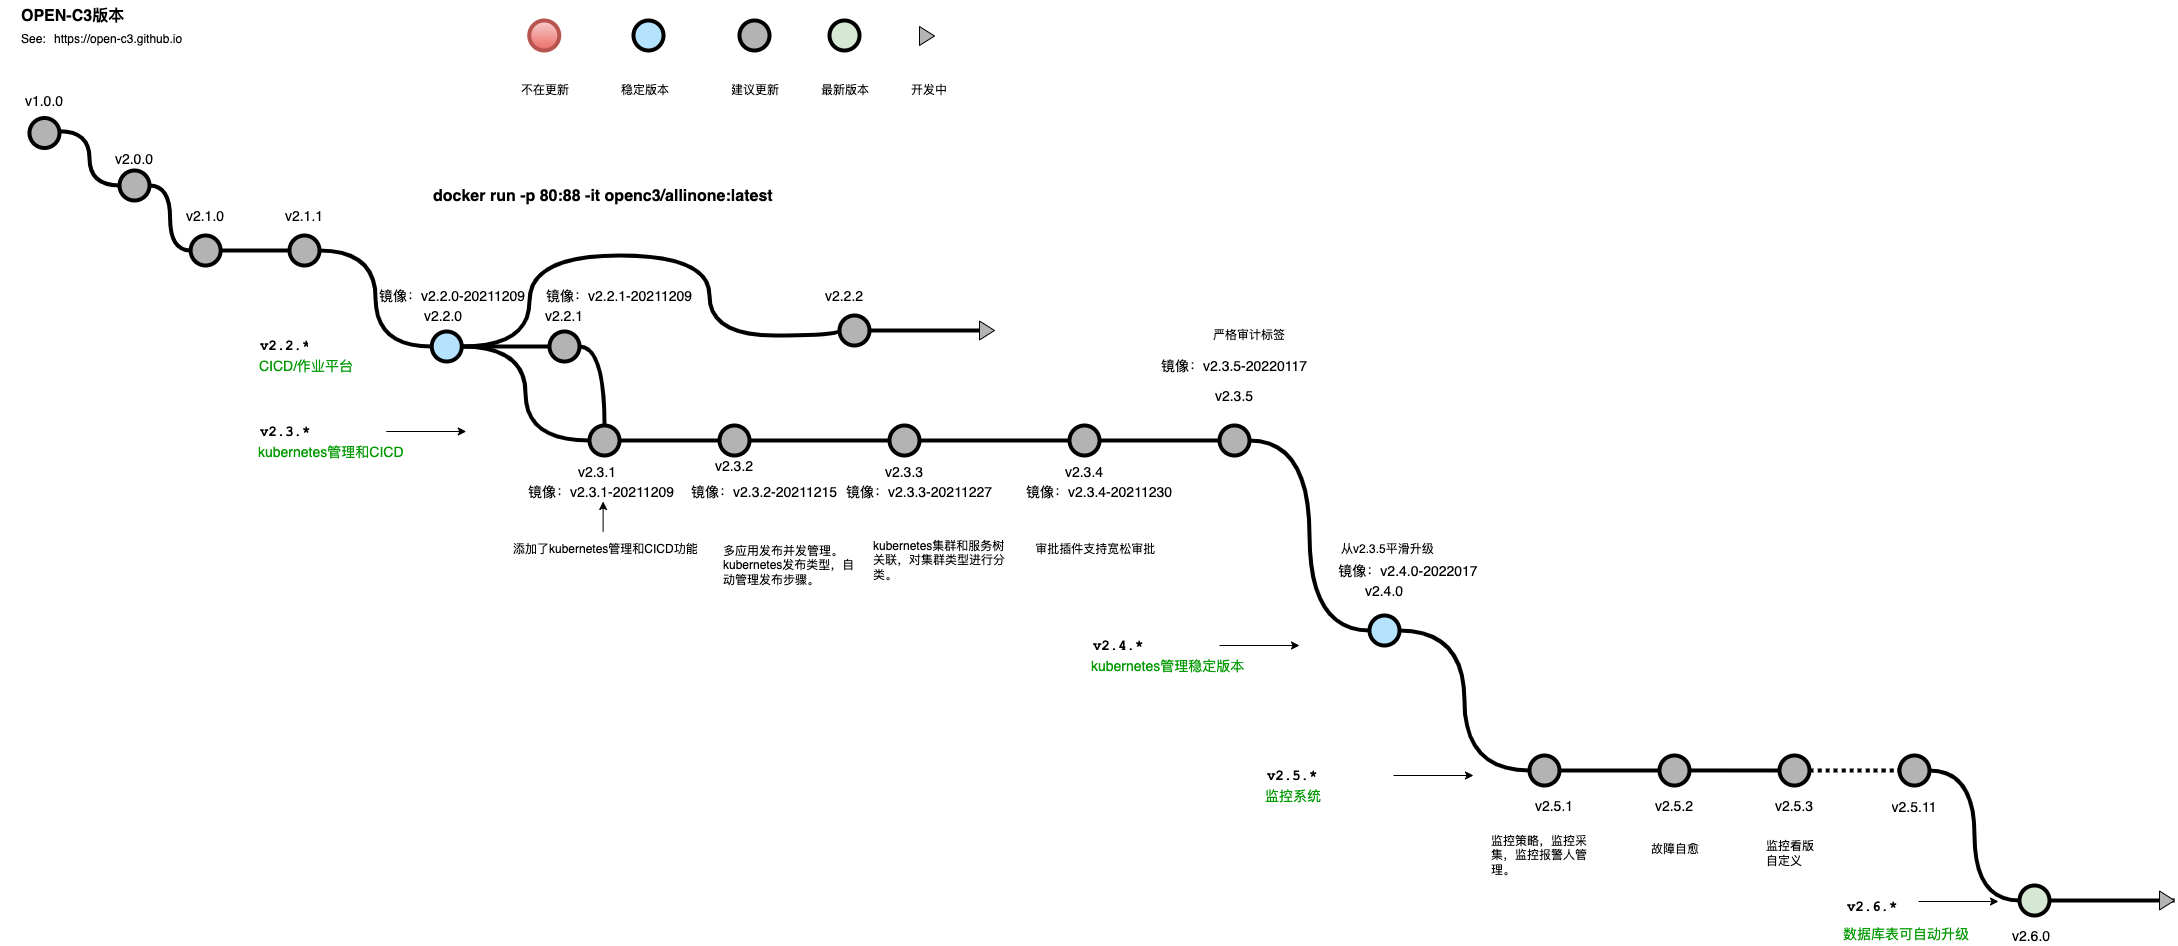 OPEN-C3版本
See: https://open-c3.github.io
不在更新
稳定版本
建议更新
最新版本
开发中
v1.0.0
v2.0.0
docker run -p 80:88 -it openc3/allinone:latest
v2.1.0
v2.1.1
镜像：v2.2.0-20211209
v2.2.0
镜像：v2.2.1-20211209
v2.2.1
v2.2.2
v2.2.*
CICD/作业平台
严格审计标签
镜像：v2.3.5-20220117
v2.3.5
v2.3.*
kubernetes管理和CICD
v2.3.1
镜像：v2.3.1-20211209
v2.3.2
镜像：v2.3.2-20211215
v2.3.3
镜像：v2.3.3-20211227
v2.3.4
镜像：v2.3.4-20211230
添加了kubernetes管理和CICD功能
多应用发布并发管理。
kubernetes发布类型，自
动管理发布步骤。
kubernetes集群和服务树
关联，对集群类型进行分
类。
审批插件支持宽松审批
从v2.3.5平滑升级
镜像：v2.4.0-2022017
v2.4.0
v2.4.*
kubernetes管理稳定版本
v2.5.*
监控系统
v2.5.1
v2.5.2
v2.5.3
v2.5.11
监控策略，监控采
集，监控报警人管
理。
故障自愈
监控看版
自定义
v2.6.*
数据库表可自动升级
v2.6.0